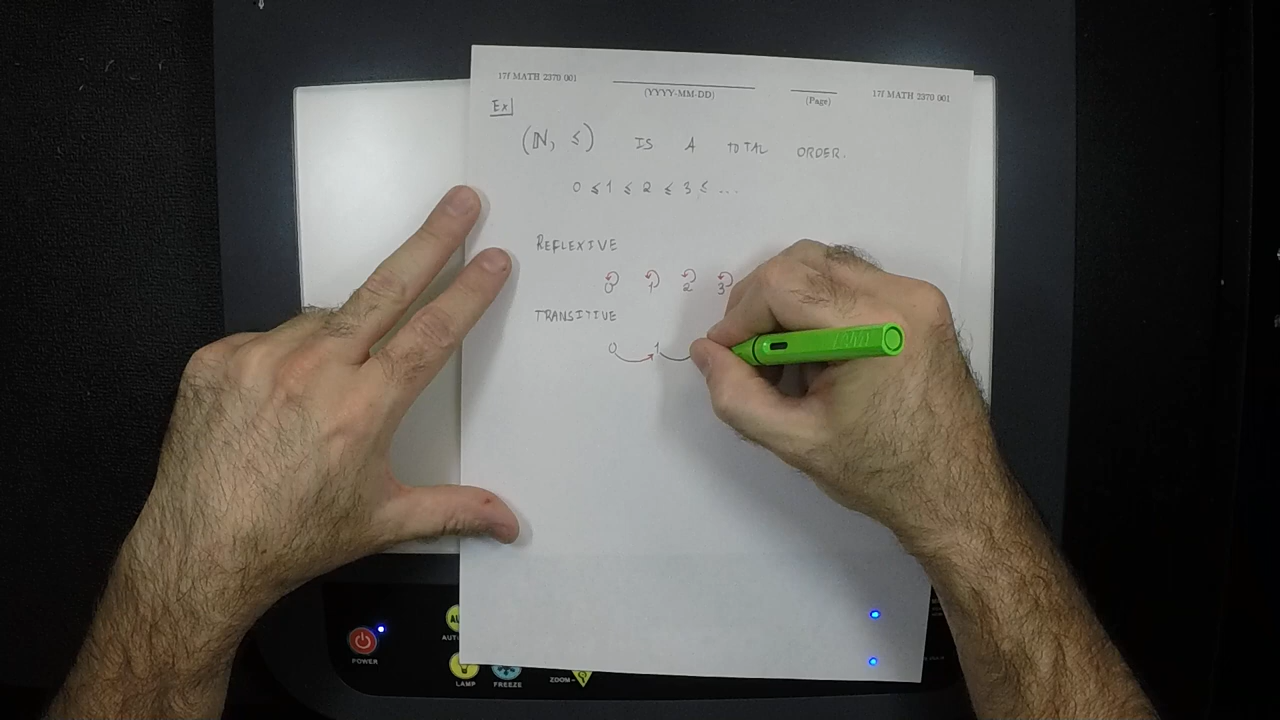 17f MATH 2370 001 (YYYY-MM-DD) (Page) 17f MATH 2370 001
Ex
(ℕ, ≤) IS A TOTAL ORDER.
0 ≤ 1 ≤ 2 ≤ 3 ≤ ...
REFLEXIVE
0 1 2 3
TRANSITIVE
0 1
LAMY
POWER
LAMP FREEZE ZOOM-